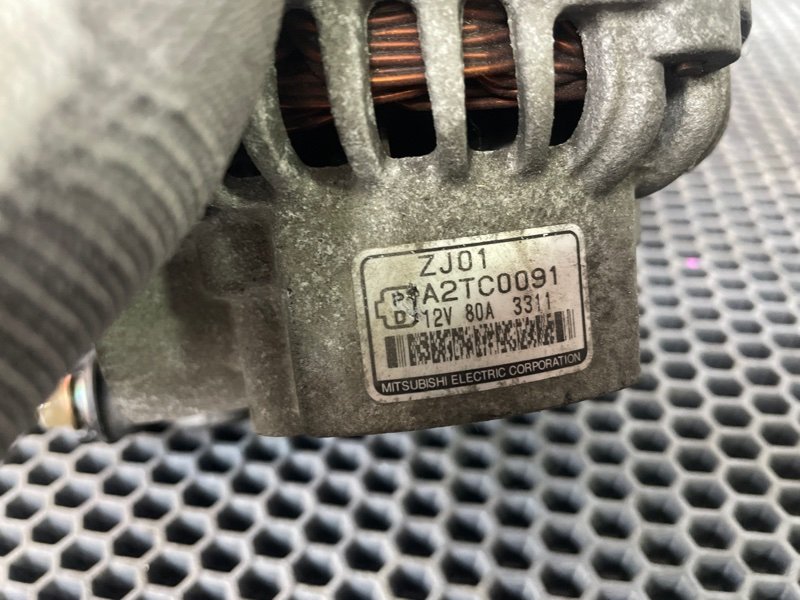 ZJ01
A2TC0091
P D
12V 80A 3311
MITSUBISHI ELECTRIC CORPORATION